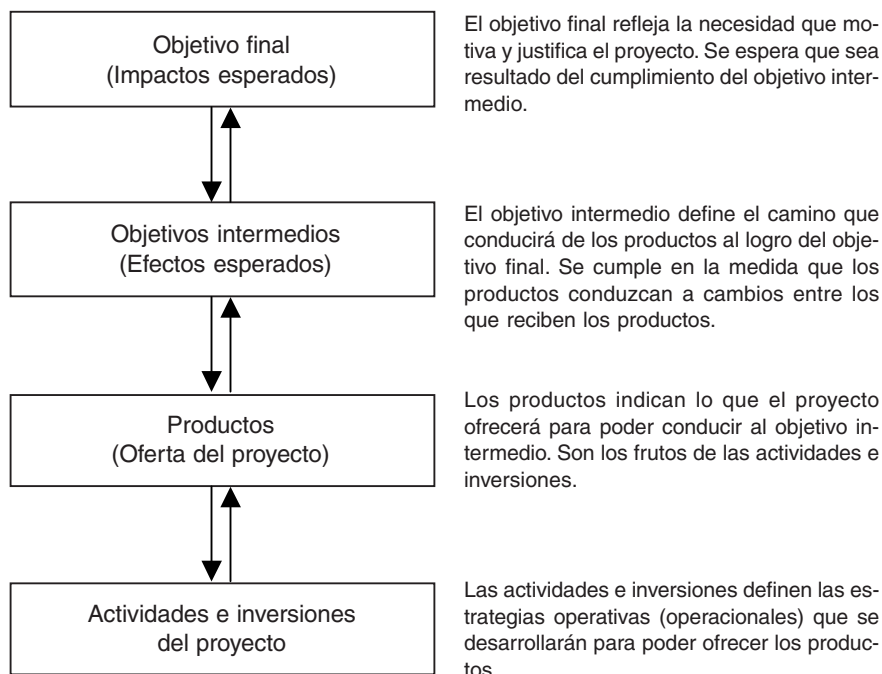 Objetivo final
(Impactos esperados)
El objetivo final refleja la necesidad que mo-
tiva y justifica el proyecto. Se espera que sea
resultado del cumplimiento del objetivo inter-
medio.
Objetivos intermedios
(Efectos esperados)
El objetivo intermedio define el camino que
conducirá de los productos al logro del obje-
tivo final. Se cumple en la medida que los
productos conduzcan a cambios entre los
que reciben los productos.
Productos
(Oferta del proyecto)
Los productos indican lo que el proyecto
ofrecerá para poder conducir al objetivo in-
termedio. Son los frutos de las actividades e
inversiones.
Actividades e inversiones
del proyecto
Las actividades e inversiones definen las es-
trategias operativas (operacionales) que se
desarrollarán para poder ofrecer los produc-
tos.